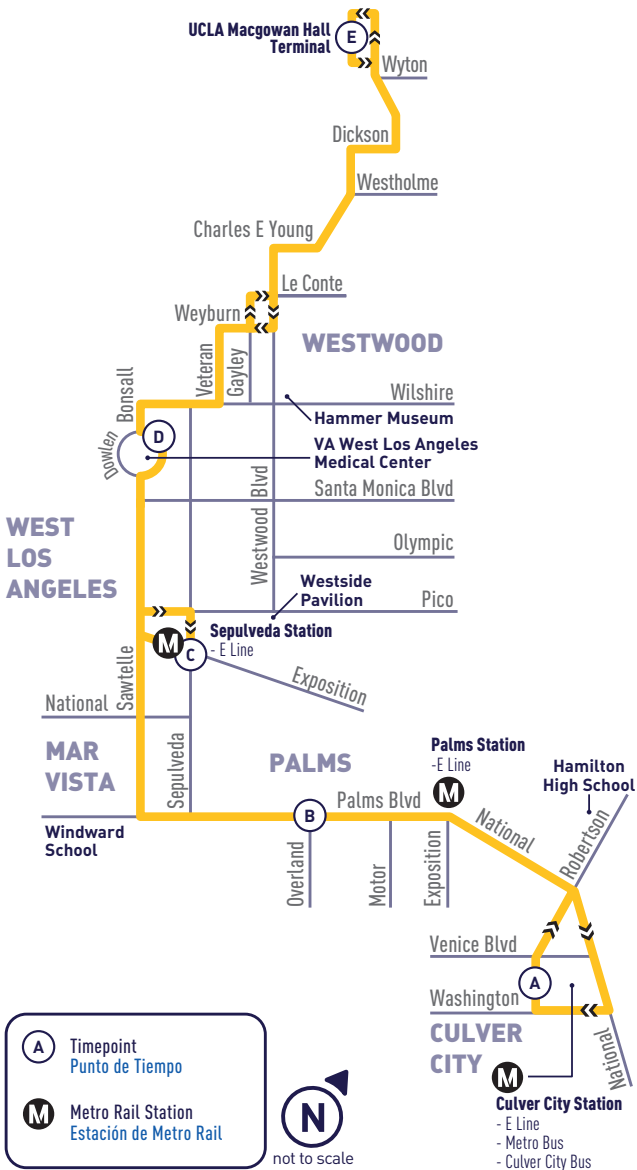 UCLA Macgowan Hall
Terminal
E
Wyton
Dickson
Westholme
Charles E Young
Le Conte
Weyburn
WESTWOOD
Veteran
Gayley
Bonsall
Wilshire
Hammer Museum
D
Dowlen
VA West Los Angeles
Medical Center
Westwood Blvd
Santa Monica Blvd
WEST
LOS
ANGELES
Olympic
Westside
Pavilion
Pico
M
Sepulveda Station
- E Line
C
Sawtelle
Exposition
National
MAR
VISTA
Sepulveda
PALMS
Palms Station
-E Line
M
Hamilton
High School
Palms Blvd
B
National
Robertson
Windward
School
Overland
Motor
Exposition
Venice Blvd
A
Washington
CULVER
CITY
National
M
Culver City Station
- E Line
- Metro Bus
- Culver City Bus
A
Timepoint
Punto de Tiempo
M
Metro Rail Station
Estación de Metro Rail
N
not to scale